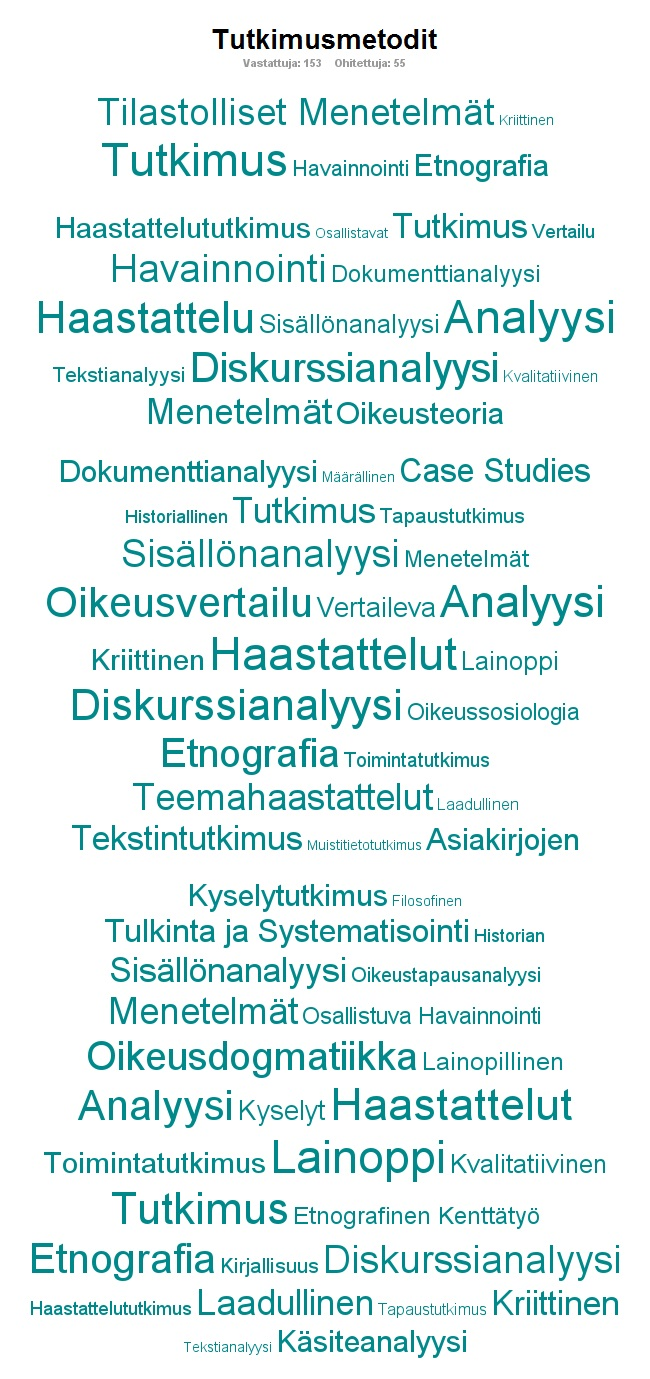 Tutkimusmetodit
Vastattuja: 153 Ohitettuja: 55
Tilastolliset Menetelmät Kriittinen
Tutkimus Havainnointi Etnografia
Haastattelututkimus Osallistavat Tutkimus Vertailu
Havainnointi Dokumenttianalyysi
Haastattelu Sisällönanalyysi Analyysi
Tekstianalyysi Diskurssianalyysi Kvalitatiivinen
Menetelmät Oikeusteoria
Dokumenttianalyysi Määrällinen Case Studies
Historiallinen Tutkimus Tapaustutkimus
Sisällönanalyysi Menetelmät
Oikeusvertailu Vertaileva Analyysi
Kriittinen Haastattelut Lainoppi
Diskurssianalyysi Oikeussosiologia
Etnografia Toimintatutkimus
Teemahaastattelut Laadullinen
Tekstintutkimus Muistitietotutkimus Asiakirjojen
Kyselytutkimus Filosofinen
Tulkinta ja Systematisointi Historian
Sisällönanalyysi Oikeustapausanalyysi
Menetelmät Osallistuva Havainnointi
Oikeusdogmatiikka Lainopillinen
Analyysi Kyselyt Haastattelut
Toimintatutkimus Lainoppi Kvalitatiivinen
Tutkimus Etnografinen Kenttätyö
Etnografia Kirjallisuus Diskurssianalyysi
Haastattelututkimus Laadullinen Tapaustutkimus Kriittinen
Tekstianalyysi Käsiteanalyysi